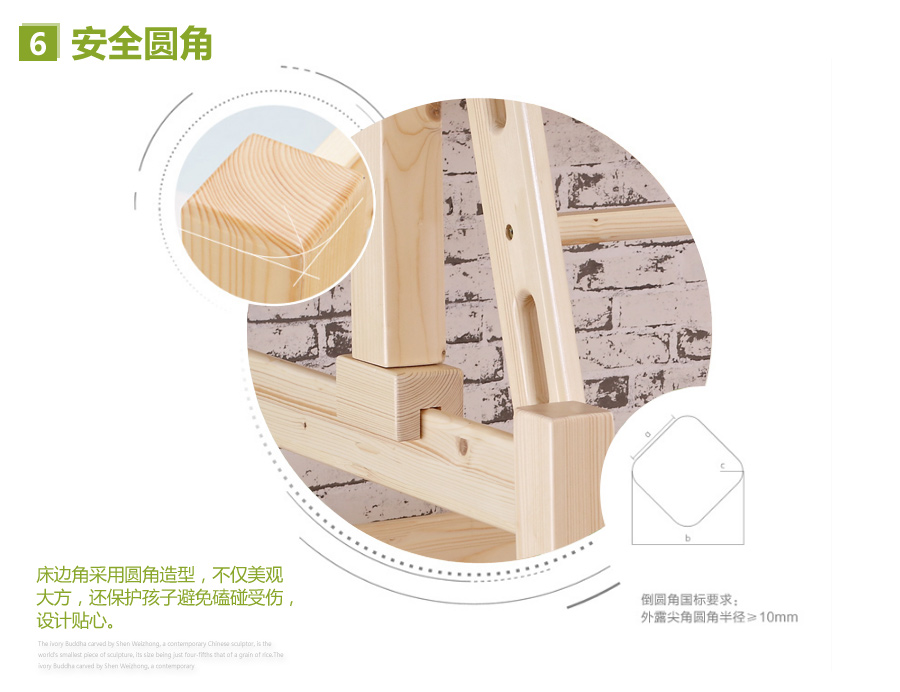 6 安全圆角
a
c
b
床边角采用圆角造型，不仅美观
大方，还保护孩子避免磕碰受伤，
设计贴心。
倒圆角国标要求：
外露尖角圆角半径≥10mm
The Ivory Buddha carved by Shen Weizhong, a contemporary Chinese sculptor, is the
world's smallest piece of sculpture, its size being just four-fifths that of a grain of rice.The
ivory Buddha carved by Shen Weizhong, a contemporary